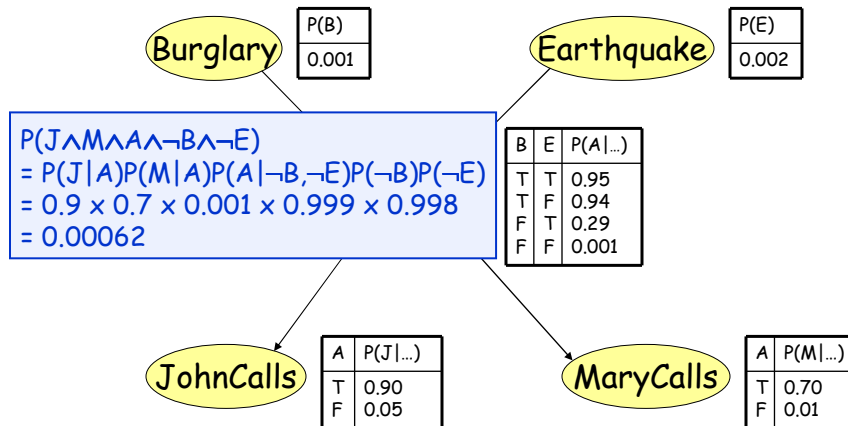 Burglary
P(B)
0.001
Earthquake
P(E)
0.002
P(J∧M∧A∧¬B∧¬E)
= P(J|A)P(M|A)P(A|¬B,¬E)P(¬B)P(¬E)
= 0.9 x 0.7 x 0.001 x 0.999 x 0.998
= 0.00062
B E P(A|...)
T T 0.95
T F 0.94
F T 0.29
F F 0.001
JohnCalls
A P(J|...)
T 0.90
F 0.05
MaryCalls
A P(M|...)
T 0.70
F 0.01